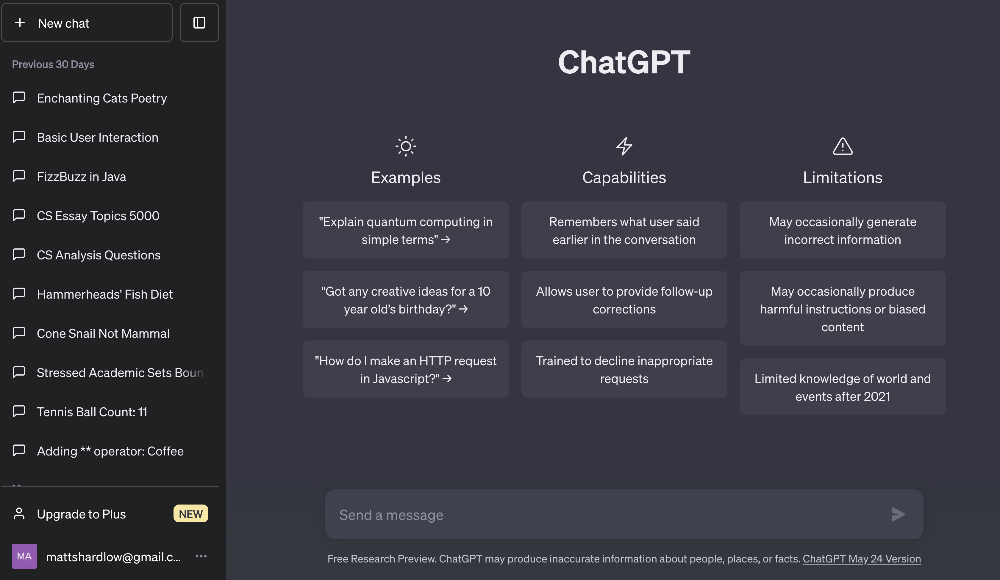 New chat
Previous 30 Days
Enchanting Cats Poetry
Basic User Interaction
FizzBuzz in Java
CS Essay Topics 5000
CS Analysis Questions
Hammerheads' Fish Diet
Cone Snail Not Mammal
Stressed Academic Sets Boun
Tennis Ball Count: 11
Adding ** operator: Coffee
Upgrade to Plus NEW
MA mattshardlow@gmail.c...
ChatGPT
Examples
"Explain quantum computing in
simple terms" →
"Got any creative ideas for a 10
year old’s birthday?" →
"How do I make an HTTP request
in Javascript?" →
Capabilities
Remembers what user said
earlier in the conversation
Allows user to provide follow-up
corrections
Trained to decline inappropriate
requests
Limitations
May occasionally generate
incorrect information
May occasionally produce
harmful instructions or biased
content
Limited knowledge of world and
events after 2021
Send a message
Free Research Preview. ChatGPT may produce inaccurate information about people, places, or facts. ChatGPT May 24 Version